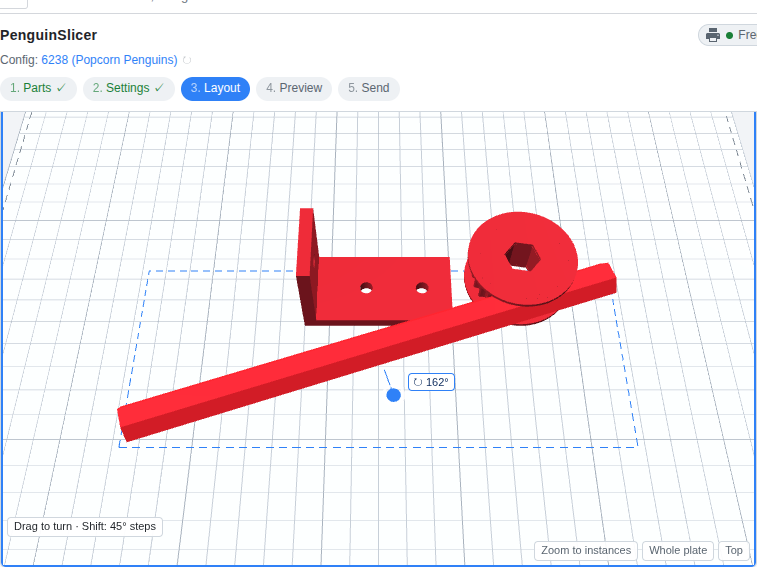 PenguinSlicer
Fre
Config: 6238 (Popcorn Penguins)
1. Parts ✓ 2. Settings ✓ 3. Layout 4. Preview 5. Send
162°
Drag to turn · Shift: 45° steps
Zoom to instances Whole plate Top